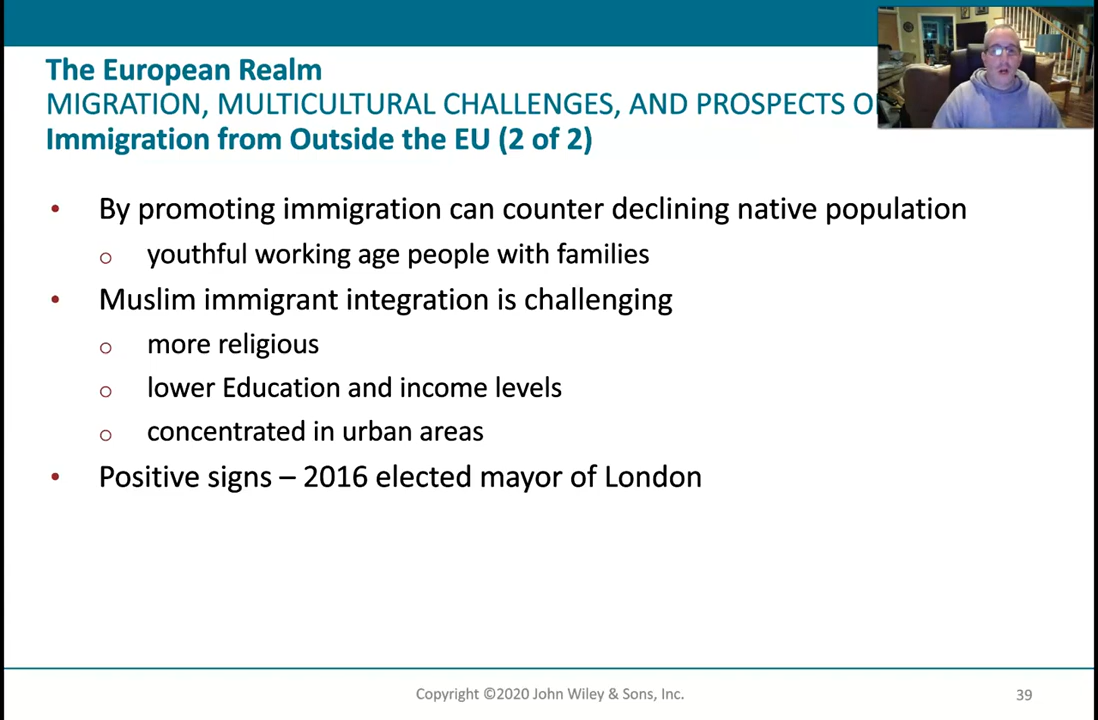 The European Realm
MIGRATION, MULTICULTURAL CHALLENGES, AND PROSPECTS
Immigration from Outside the EU (2 of 2)
• By promoting immigration can counter declining native population
o youthful working age people with families
• Muslim immigrant integration is challenging
o more religious
o lower Education and income levels
o concentrated in urban areas
• Positive signs – 2016 elected mayor of London
Copyright ©2020 John Wiley & Sons, Inc.
39